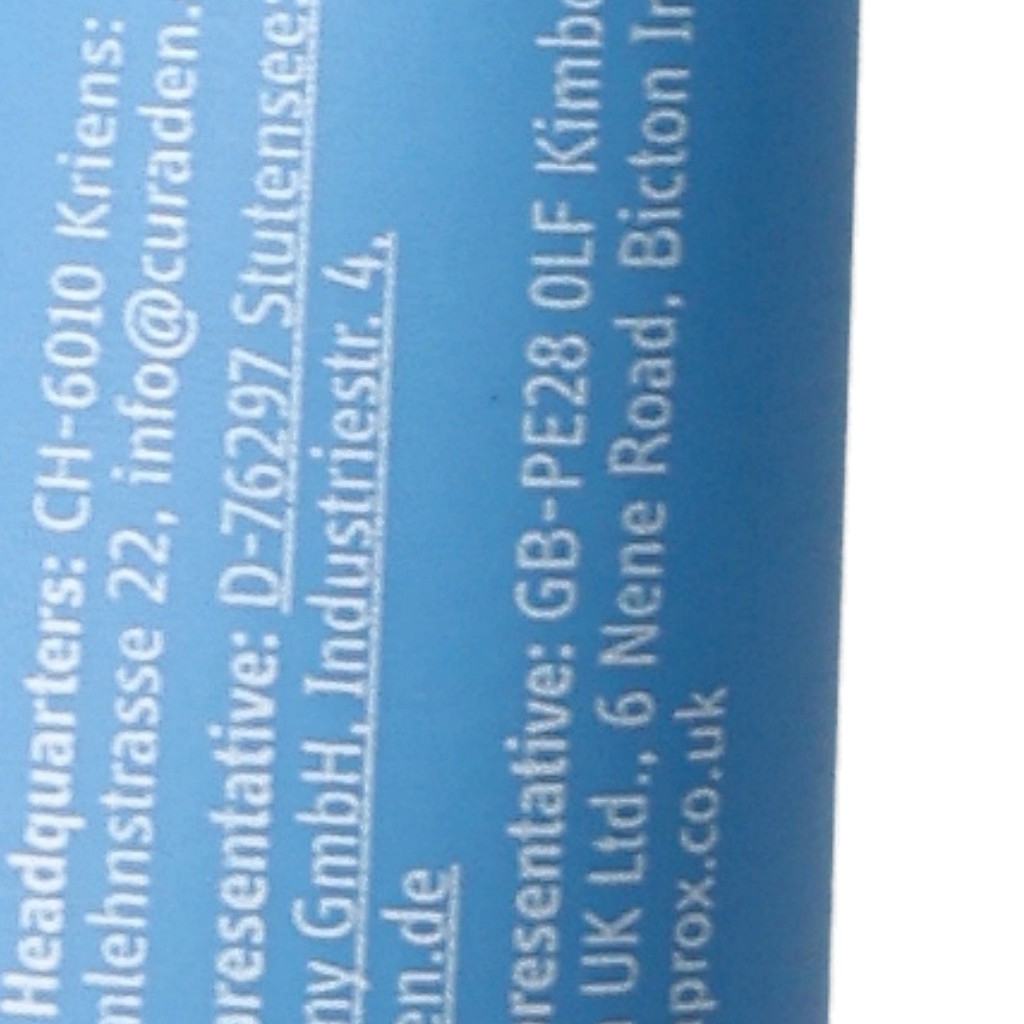 Headquarters: CH-6010 Kriens:
nlehnstrasse 22, info@curaden.
presentative: D-76297 Stutensee:
ny GmbH, Industriestr. 4,
en.de
presentative: GB-PE28 0LF Kimbo
UK Ltd., 6 Nene Road, Bicton In
prox.co.uk